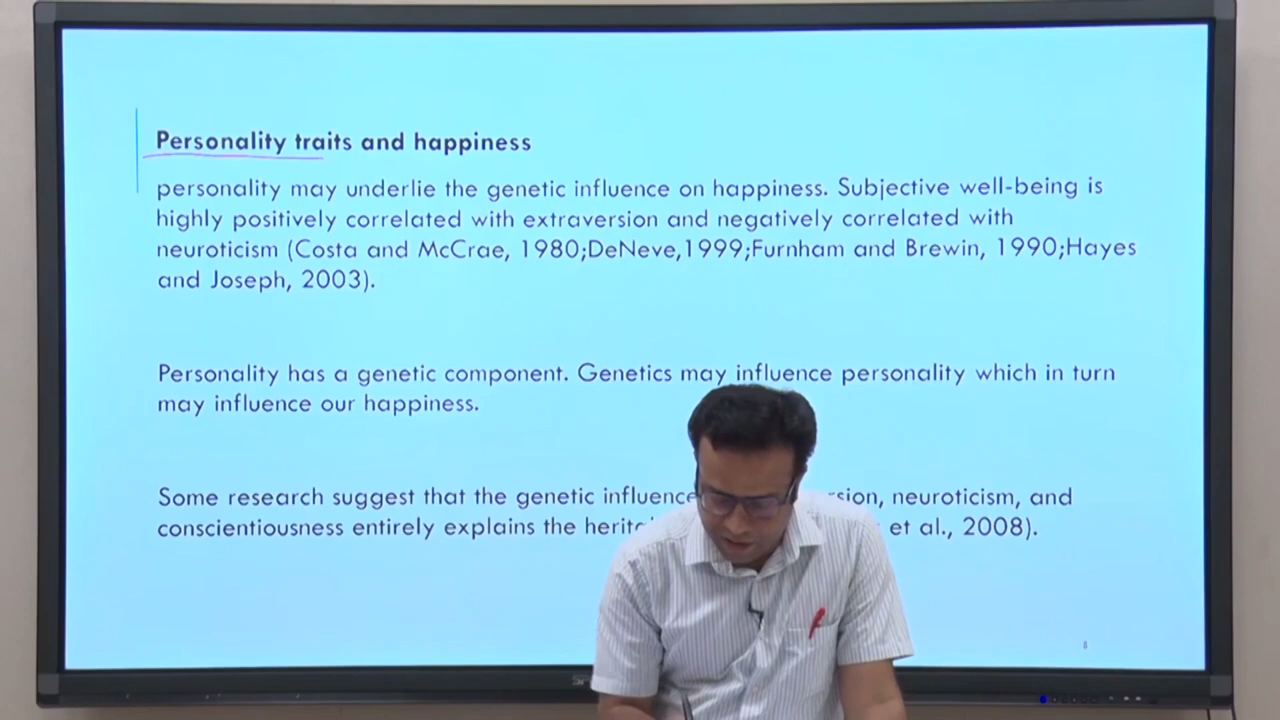 Personality traits and happiness
personality may underlie the genetic influence on happiness. Subjective well-being is
highly positively correlated with extraversion and negatively correlated with
neuroticism (Costa and McCrae, 1980;DeNeve,1999;Furnham and Brewin, 1990;Hayes
and Joseph, 2003).
Personality has a genetic component. Genetics may influence personality which in turn
may influence our happiness.
Some research suggest that the genetic influence sion, neuroticism, and
conscientiousness entirely explains the et al., 2008).
8